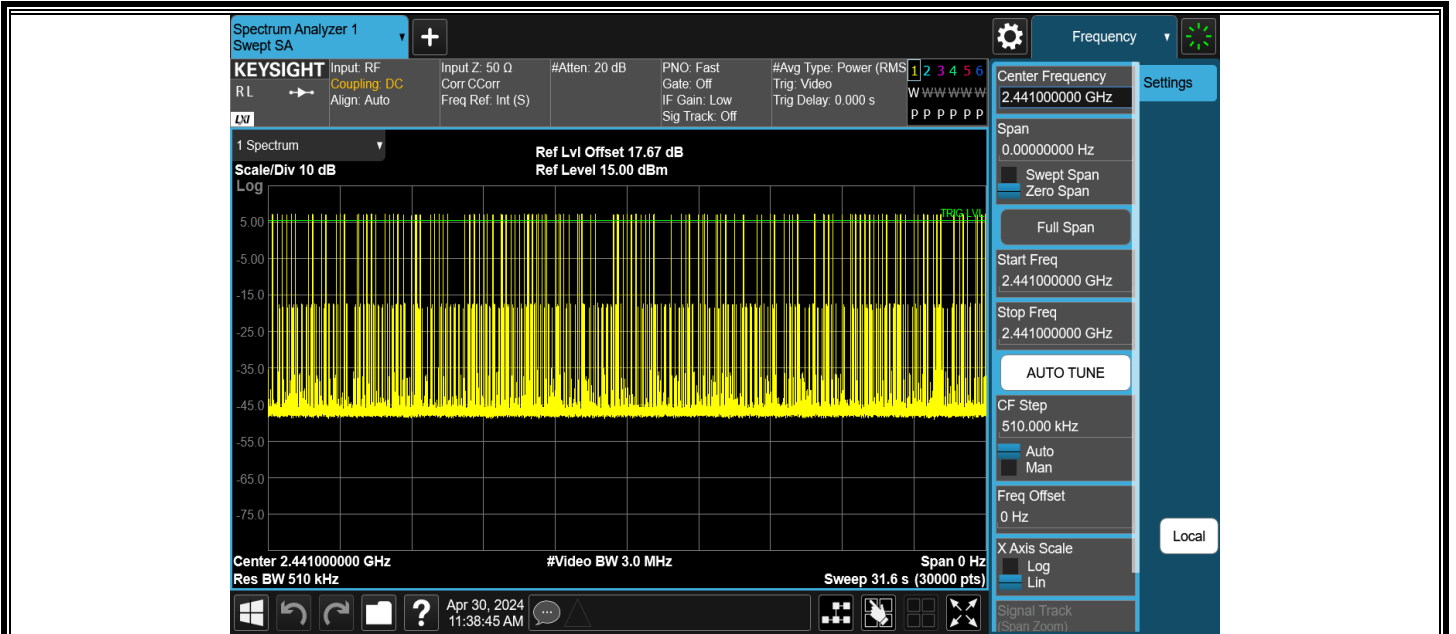 Spectrum Analyzer 1
Swept SA
Frequency
KEYSIGHT
R L
LXI
Input: RF
Coupling: DC
Align: Auto
Input Z: 50 Ω
Corr CCorr
Freq Ref: Int (S)
#Atten: 20 dB
PNO: Fast
Gate: Off
IF Gain: Low
Sig Track: Off
#Avg Type: Power (RMS
Trig: Video
Trig Delay: 0.000 s
1 2 3 4 5 6
W W W W W W
P P P P P P
1 Spectrum
Scale/Div 10 dB
Log
Ref Lvl Offset 17.67 dB
Ref Level 15.00 dBm
TRIG LVL
5.00
-5.00
-15.0
-25.0
-35.0
-45.0
-55.0
-65.0
-75.0
Center 2.441000000 GHz
Res BW 510 kHz
#Video BW 3.0 MHz
Span 0 Hz
Sweep 31.6 s (30000 pts)
Center Frequency
2.441000000 GHz
Span
0.00000000 Hz
Swept Span
Zero Span
Full Span
Start Freq
2.441000000 GHz
Stop Freq
2.441000000 GHz
AUTO TUNE
CF Step
510.000 kHz
Auto
Man
Freq Offset
0 Hz
X Axis Scale
Log
Lin
Signal Track
(Span Zoom)
Settings
Local
?
Apr 30, 2024
11:38:45 AM